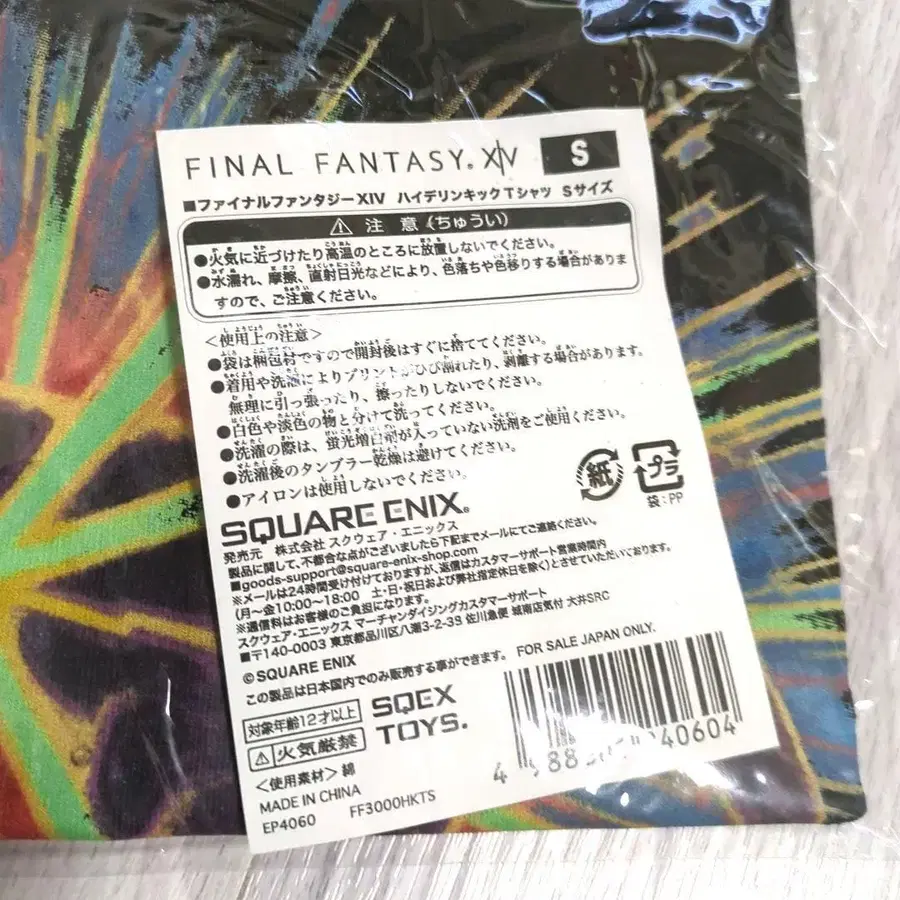 FINAL FANTASY® XIV S
■ファイナルファンタジーXIV ハイデリンキックTシャツ Sサイズ
⚠ 注意《ちゅうい》
●火気に近づけたり高温のところに放置しないでください。
●水濡れ、摩擦、直射日光などにより、色落ちや色移りする場合がありま
すので、ご注意ください。
＜使用上の注意＞
●袋は梱包材ですので開封後はすぐに捨ててください。
●着用や洗濯によりプリントがひび割れたり、剥離する場合があります。
無理に引っ張ったり、擦ったりしないでください。
●白色や淡色の物と分けて洗ってください。
●洗濯の際は、蛍光増白剤が入っていない洗剤をご使用ください。
●洗濯後のタンブラー乾燥は避けてください。
●アイロンは使用しないでください。
紙 プラ
袋:PP
SQUARE ENIX®
発売元 株式会社 スクウェア・エニックス
製品に関して、不都合な点がございましたら下記までメールにてご連絡ください。
■goods-support@square-enix-shop.com
※メールは24時間受け付けておりますが、返信はカスタマーサポート営業時間内
(月～金10:00～18:00 土・日・祝日および弊社指定休日を除く)とさせていただいております。
※通信料はお客様のご負担になります。
スクウェア・エニックス マーチャンダイジングカスタマーサポート
■〒140-0003 東京都品川区八潮3-2-39 佐川急便 城南店気付 大井SRC
©SQUARE ENIX
この製品は日本国内でのみ販売する事ができます。 FOR SALE JAPAN ONLY.
対象年齢12才以上
⚠火気厳禁
SQEX
TOYS.
＜使用素材＞綿
MADE IN CHINA
EP4060 FF3000HKTS